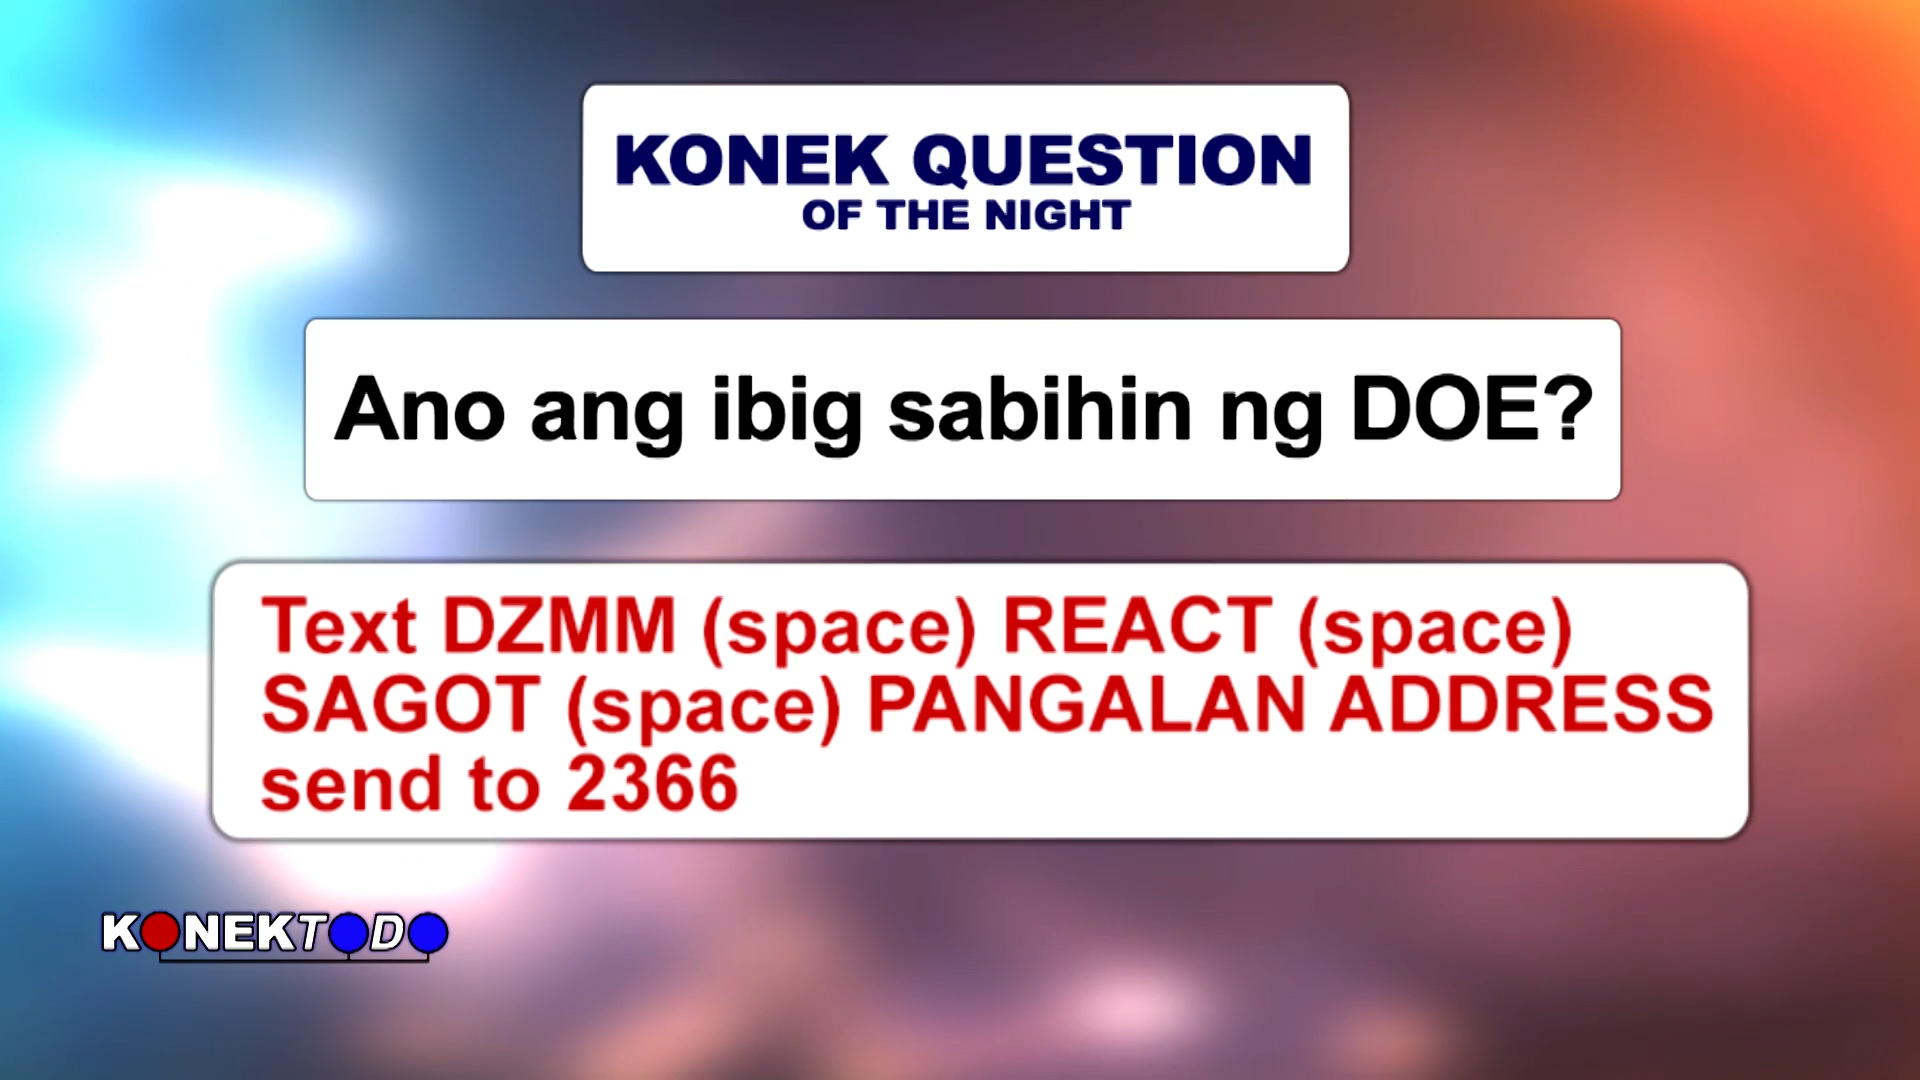 KONEK QUESTION
OF THE NIGHT
Ano ang ibig sabihin ng DOE?
Text DZMM (space) REACT (space)
SAGOT (space) PANGALAN ADDRESS
send to 2366
KONEKTODO